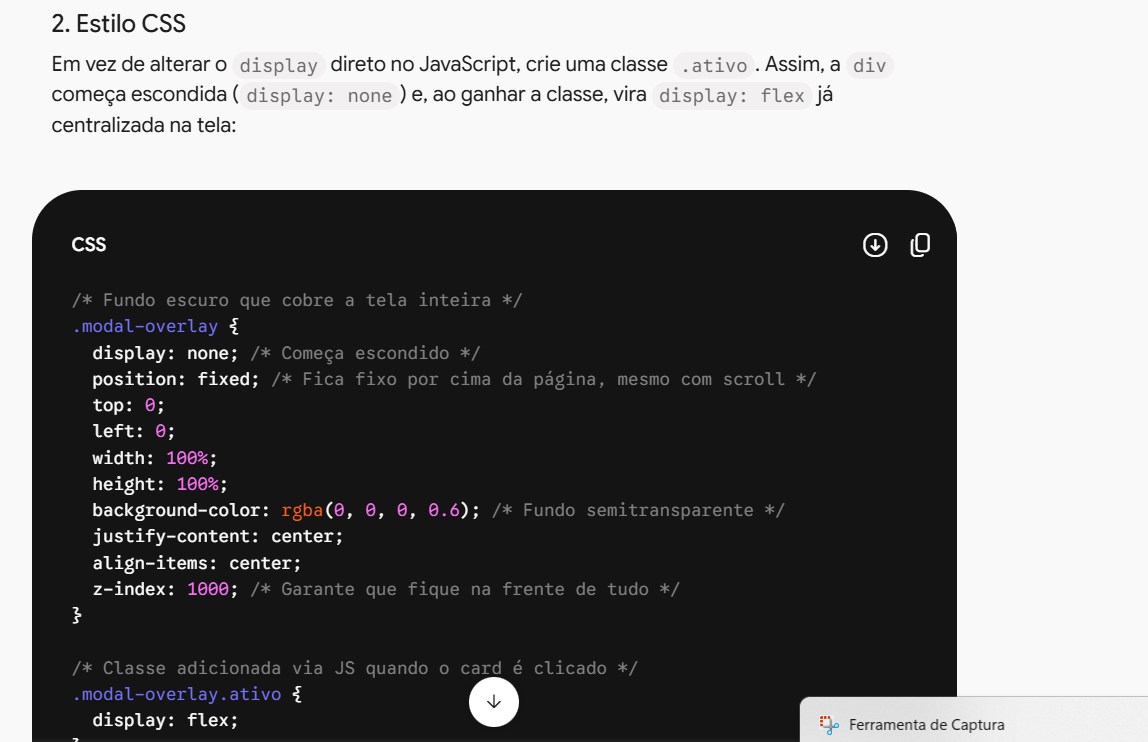 2. Estilo CSS
Em vez de alterar o display direto no JavaScript, crie uma classe .ativo . Assim, a div
começa escondida ( display: none ) e, ao ganhar a classe, vira display: flex já
centralizada na tela:
CSS
/* Fundo escuro que cobre a tela inteira */
.modal-overlay {
  display: none; /* Começa escondido */
  position: fixed; /* Fica fixo por cima da página, mesmo com scroll */
  top: 0;
  left: 0;
  width: 100%;
  height: 100%;
  background-color: rgba(0, 0, 0, 0.6); /* Fundo semitransparente */
  justify-content: center;
  align-items: center;
  z-index: 1000; /* Garante que fique na frente de tudo */
}
/* Classe adicionada via JS quando o card é clicado */
.modal-overlay.ativo {
  display: flex;
}
Ferramenta de Captura